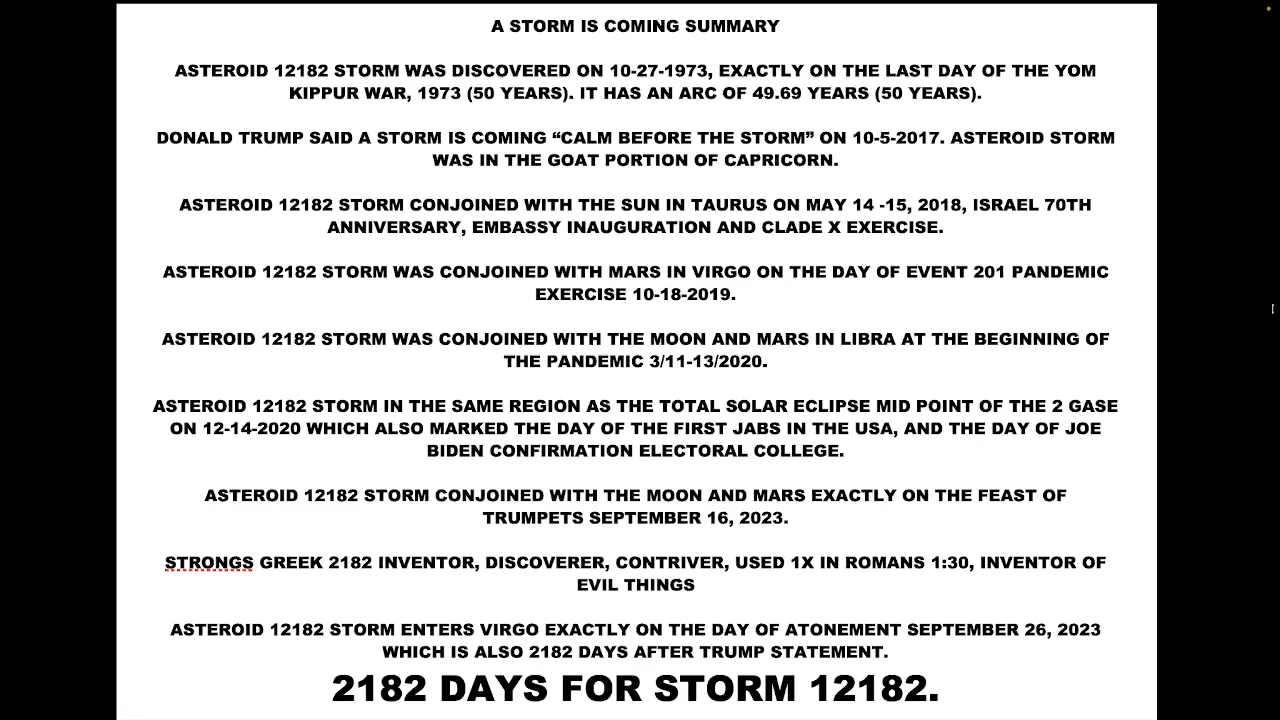 A STORM IS COMING SUMMARY
ASTEROID 12182 STORM WAS DISCOVERED ON 10-27-1973, EXACTLY ON THE LAST DAY OF THE YOM
KIPPUR WAR, 1973 (50 YEARS). IT HAS AN ARC OF 49.69 YEARS (50 YEARS).
DONALD TRUMP SAID A STORM IS COMING “CALM BEFORE THE STORM” ON 10-5-2017. ASTEROID STORM
WAS IN THE GOAT PORTION OF CAPRICORN.
ASTEROID 12182 STORM CONJOINED WITH THE SUN IN TAURUS ON MAY 14 -15, 2018, ISRAEL 70TH
ANNIVERSARY, EMBASSY INAUGURATION AND CLADE X EXERCISE.
ASTEROID 12182 STORM WAS CONJOINED WITH MARS IN VIRGO ON THE DAY OF EVENT 201 PANDEMIC
EXERCISE 10-18-2019.
ASTEROID 12182 STORM WAS CONJOINED WITH THE MOON AND MARS IN LIBRA AT THE BEGINNING OF
THE PANDEMIC 3/11-13/2020.
ASTEROID 12182 STORM IN THE SAME REGION AS THE TOTAL SOLAR ECLIPSE MID POINT OF THE 2 GASE
ON 12-14-2020 WHICH ALSO MARKED THE DAY OF THE FIRST JABS IN THE USA, AND THE DAY OF JOE
BIDEN CONFIRMATION ELECTORAL COLLEGE.
ASTEROID 12182 STORM CONJOINED WITH THE MOON AND MARS EXACTLY ON THE FEAST OF
TRUMPETS SEPTEMBER 16, 2023.
STRONGS GREEK 2182 INVENTOR, DISCOVERER, CONTRIVER, USED 1X IN ROMANS 1:30, INVENTOR OF
EVIL THINGS
ASTEROID 12182 STORM ENTERS VIRGO EXACTLY ON THE DAY OF ATONEMENT SEPTEMBER 26, 2023
WHICH IS ALSO 2182 DAYS AFTER TRUMP STATEMENT.
2182 DAYS FOR STORM 12182.